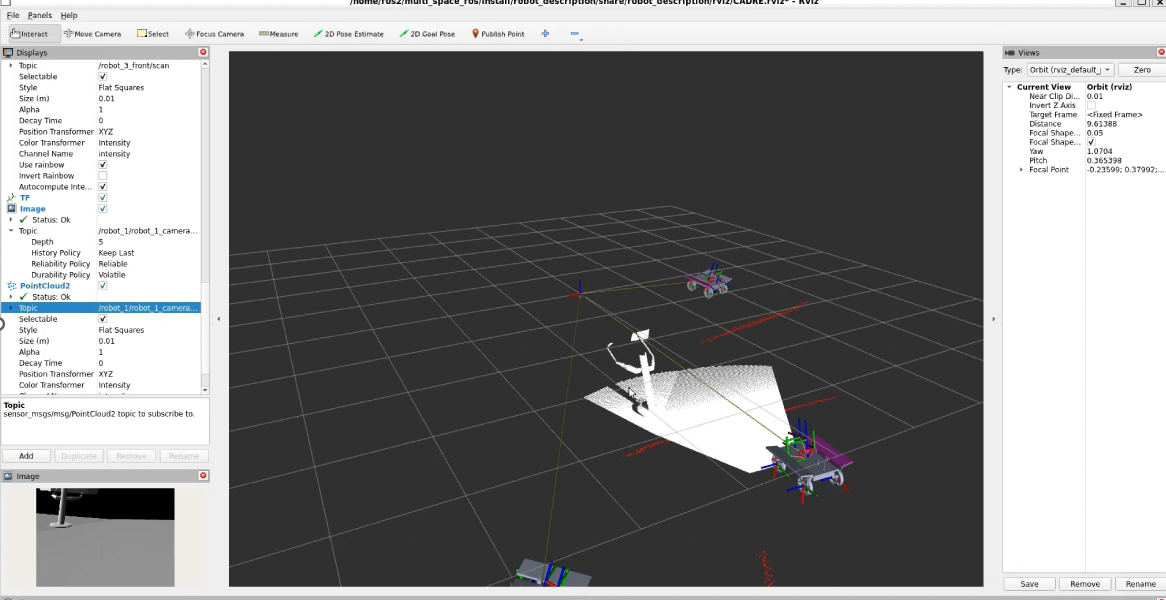 /home/ros2/multi_space_ros/install/robot_description/share/robot_description/rviz/CADRE.rviz* - RViz
File Panels Help
Interact Move Camera Select Focus Camera Measure 2D Pose Estimate 2D Goal Pose Publish Point
Displays
Topic /robot_3_front/scan
Selectable
Style Flat Squares
Size (m) 0.01
Alpha 1
Decay Time 0
Position Transformer XYZ
Color Transformer Intensity
Channel Name intensity
Use rainbow
Invert Rainbow
Autocompute Inte...
TF
Image
Status: Ok
Topic /robot_1/robot_1_camera...
Depth 5
History Policy Keep Last
Reliability Policy Reliable
Durability Policy Volatile
PointCloud2
Status: Ok
Topic /robot_1/robot_1_camera...
Selectable
Style Flat Squares
Size (m) 0.01
Alpha 1
Decay Time 0
Position Transformer XYZ
Color Transformer Intensity
Topic
sensor_msgs/msg/PointCloud2 topic to subscribe to.
Add Duplicate Remove Rename
Image
Views
Type: Orbit (rviz_default_ Zero
Current View Orbit (rviz)
Near Clip Di... 0.01
Invert Z Axis
Target Frame <Fixed Frame>
Distance 9.61388
Focal Shape... 0.05
Focal Shape...
Yaw 1.0704
Pitch 0.365398
Focal Point -0.23599; 0.37992;...
Save Remove Rename